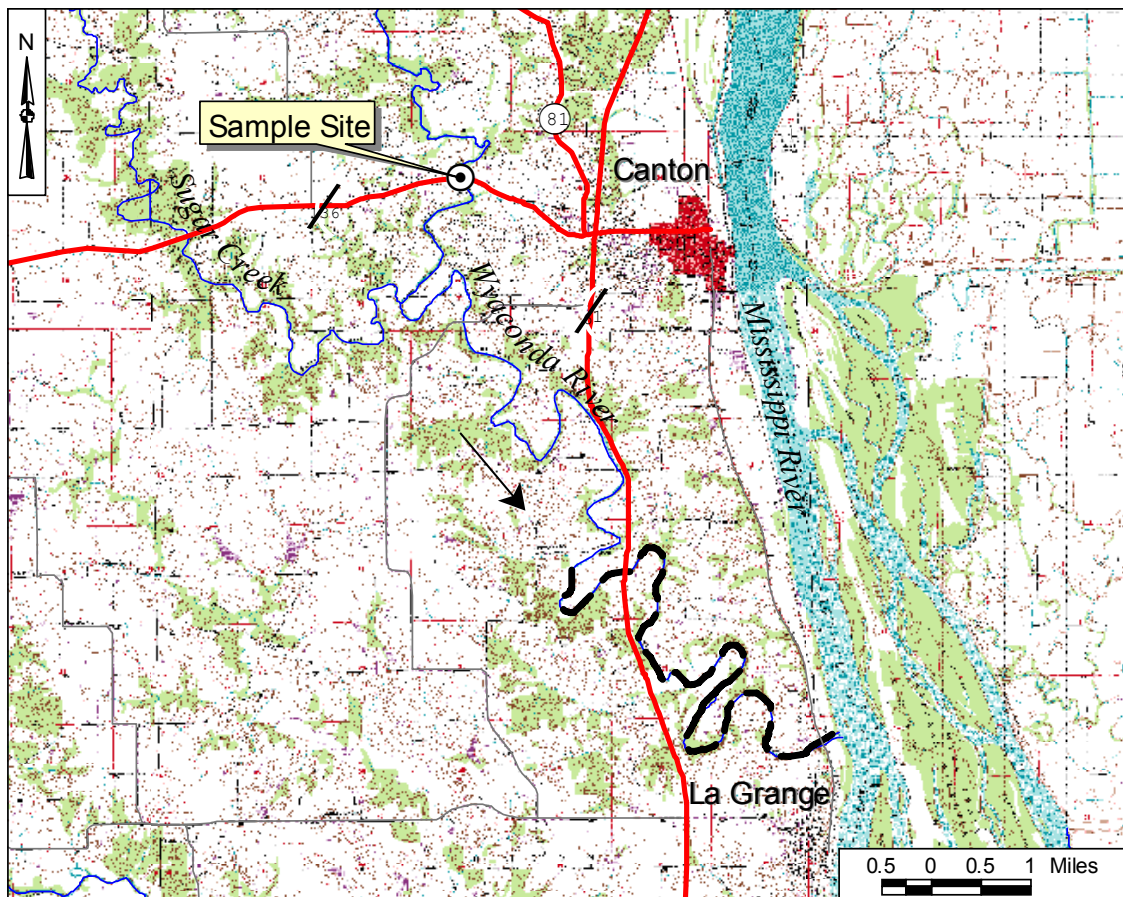 N
Sample Site
81
Canton
Sugar Creek
Wyaconda River
Mississippi River
La Grange
0.5 0 0.5 1 Miles